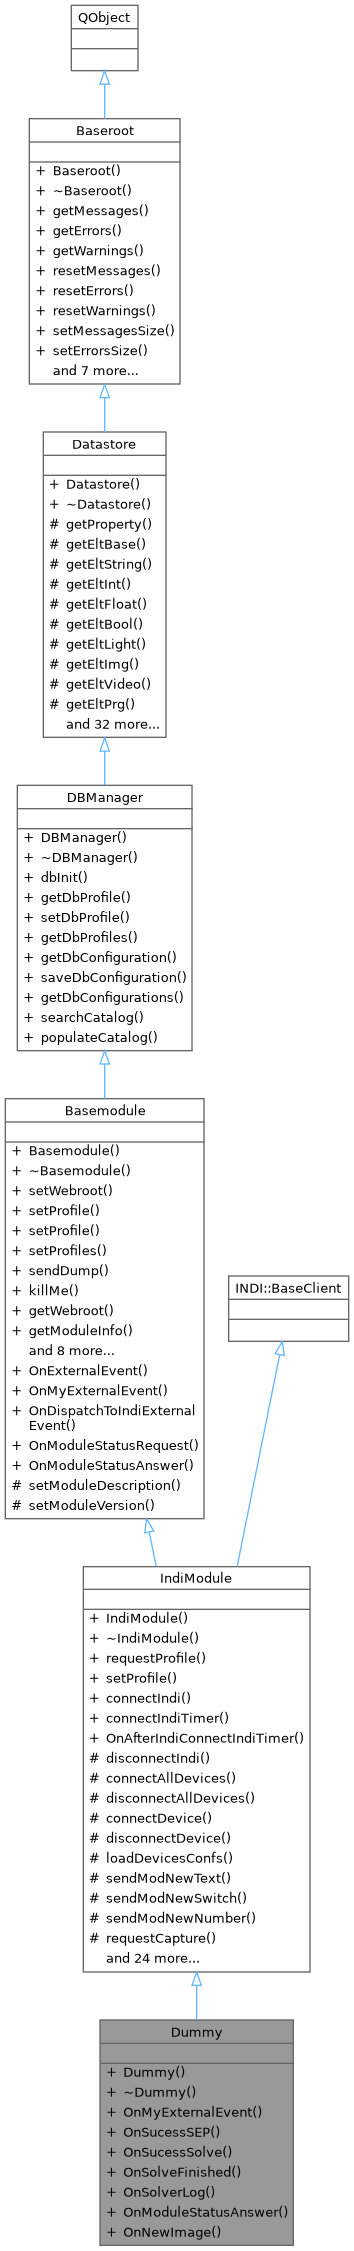 QObject
Baseroot
+ Baseroot()
+ ~Baseroot()
+ getMessages()
+ getErrors()
+ getWarnings()
+ resetMessages()
+ resetErrors()
+ resetWarnings()
+ setMessagesSize()
+ setErrorsSize()
and 7 more...
Datastore
+ Datastore()
+ ~Datastore()
# getProperty()
# getEltBase()
# getEltString()
# getEltInt()
# getEltFloat()
# getEltBool()
# getEltLight()
# getEltImg()
# getEltVideo()
# getEltPrg()
and 32 more...
DBManager
+ DBManager()
+ ~DBManager()
+ dbInit()
+ getDbProfile()
+ setDbProfile()
+ getDbProfiles()
+ getDbConfiguration()
+ saveDbConfiguration()
+ getDbConfigurations()
+ searchCatalog()
+ populateCatalog()
Basemodule
+ Basemodule()
+ ~Basemodule()
+ setWebroot()
+ setProfile()
+ setProfile()
+ setProfiles()
+ sendDump()
+ killMe()
+ getWebroot()
+ getModuleInfo()
and 8 more...
+ OnExternalEvent()
+ OnMyExternalEvent()
+ OnDispatchToIndiExternal
Event()
+ OnModuleStatusRequest()
+ OnModuleStatusAnswer()
# setModuleDescription()
# setModuleVersion()
INDI::BaseClient
IndiModule
+ IndiModule()
+ ~IndiModule()
+ requestProfile()
+ setProfile()
+ connectIndi()
+ connectIndiTimer()
+ OnAfterIndiConnectIndiTimer()
# disconnectIndi()
# connectAllDevices()
# disconnectAllDevices()
# connectDevice()
# disconnectDevice()
# loadDevicesConfs()
# sendModNewText()
# sendModNewSwitch()
# sendModNewNumber()
# requestCapture()
and 24 more...
Dummy
+ Dummy()
+ ~Dummy()
+ OnMyExternalEvent()
+ OnSucessSEP()
+ OnSucessSolve()
+ OnSolveFinished()
+ OnSolverLog()
+ OnModuleStatusAnswer()
+ OnNewImage()